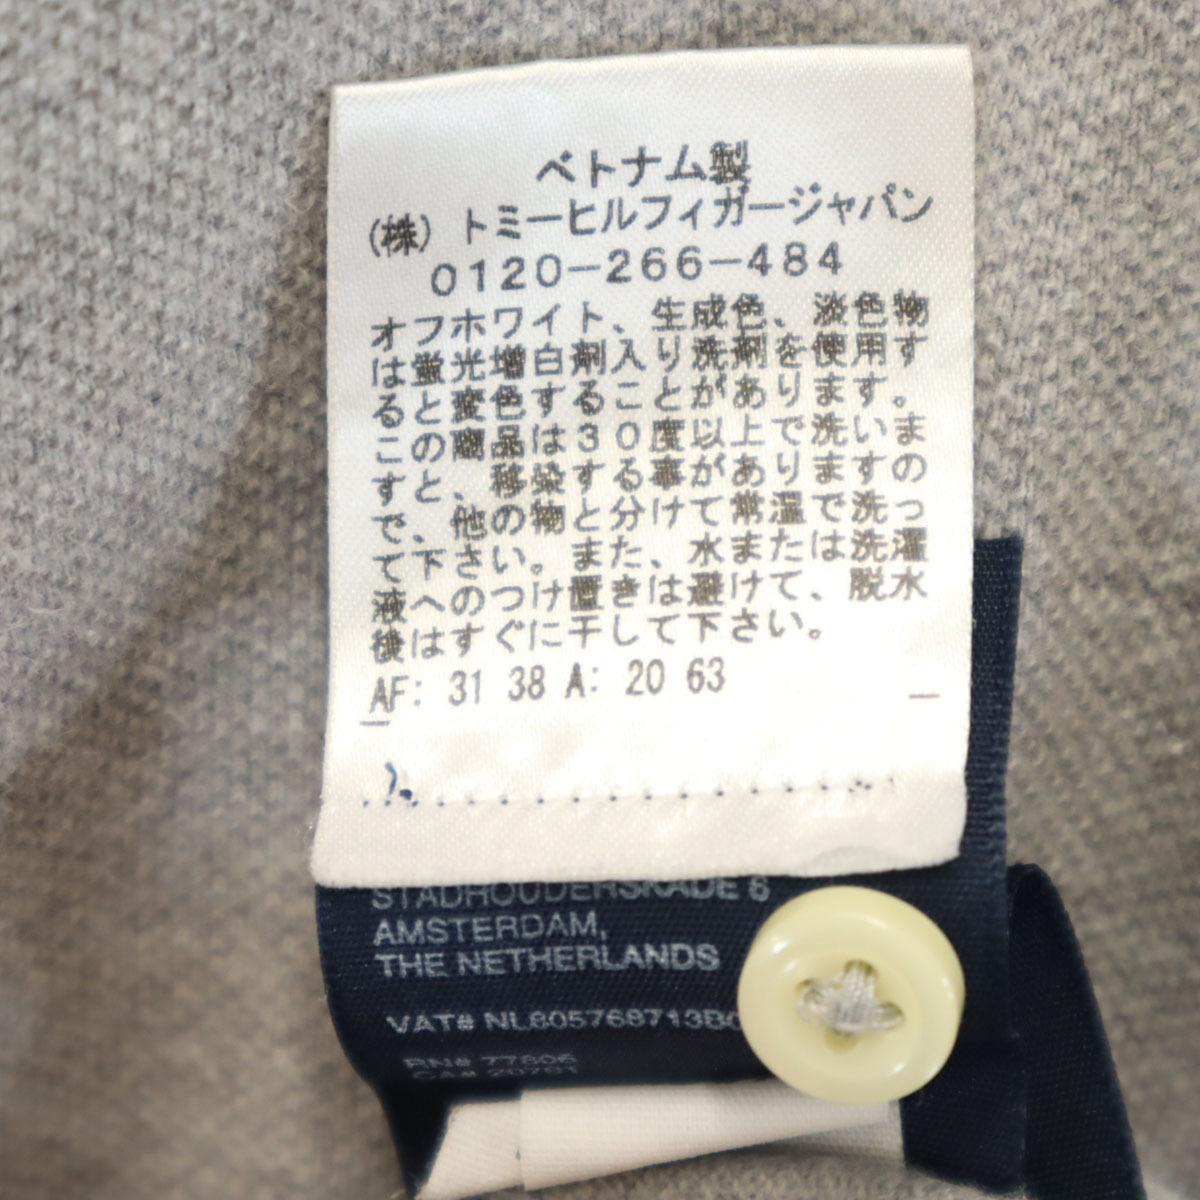 ベトナム製
(株) トミーヒルフィガージャパン
0120-266-484
オフホワイト、生成色、淡色物
は蛍光増白剤入り洗剤を使用す
ると変色することがあります。
この商品は30度以上で洗いま
すと、移染する事がありますの
で、他の物と分けて常温で洗っ
て下さい。また、水または洗濯
液へのつけ置きは避けて、脱水
後はすぐに干して下さい。
AF: 31 38 A: 20 63
STADHOUDERSKADE 6
AMSTERDAM,
THE NETHERLANDS
VAT# NL805768713B0
RN# 77806
CA# 20761